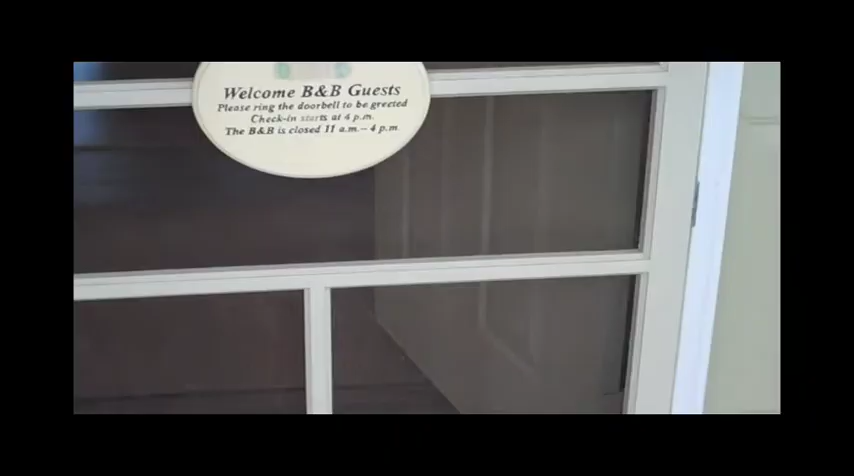 Welcome B&B Guests
Please ring the doorbell to be greeted
Check-in starts at 4 p.m.
The B&B is closed 11 a.m. – 4 p.m.